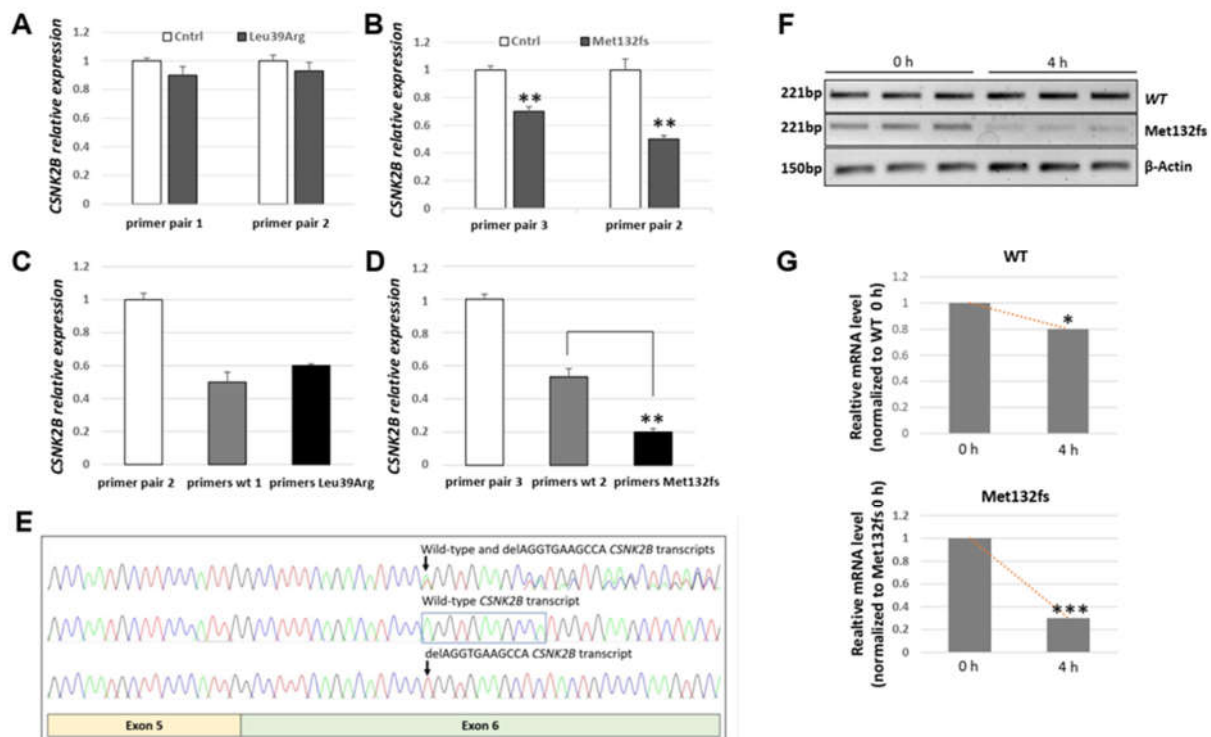 A
CSNK2B relative expression
Cntrl Leu39Arg
1.2
1
0.8
0.6
0.4
0.2
0
primer pair 1 primer pair 2
B
CSNK2B relative expression
Cntrl Met132fs
1.2
1
0.8
0.6
0.4
0.2
0
**
**
primer pair 3 primer pair 2
C
CSNK2B relative expression
1.2
1
0.8
0.6
0.4
0.2
0
primer pair 2 primers wt 1 primers Leu39Arg
D
CSNK2B relative expression
1.2
1
0.8
0.6
0.4
0.2
0
**
primer pair 3 primers wt 2 primers Met132fs
E
Wild-type and delAGGTGAAGCCA CSNK2B transcripts
Wild-type CSNK2B transcript
delAGGTGAAGCCA CSNK2B transcript
Exon 5 Exon 6
F
0 h 4 h
221bp WT
221bp Met132fs
150bp β-Actin
G
WT
Realtive mRNA level
(normalized to WT 0 h)
1.2
1
0.8
0.6
0.4
0.2
0
*
0 h 4 h
Met132fs
Realtive mRNA level
(normalized to Met132fs 0 h)
1.2
1
0.8
0.6
0.4
0.2
0
***
0 h 4 h